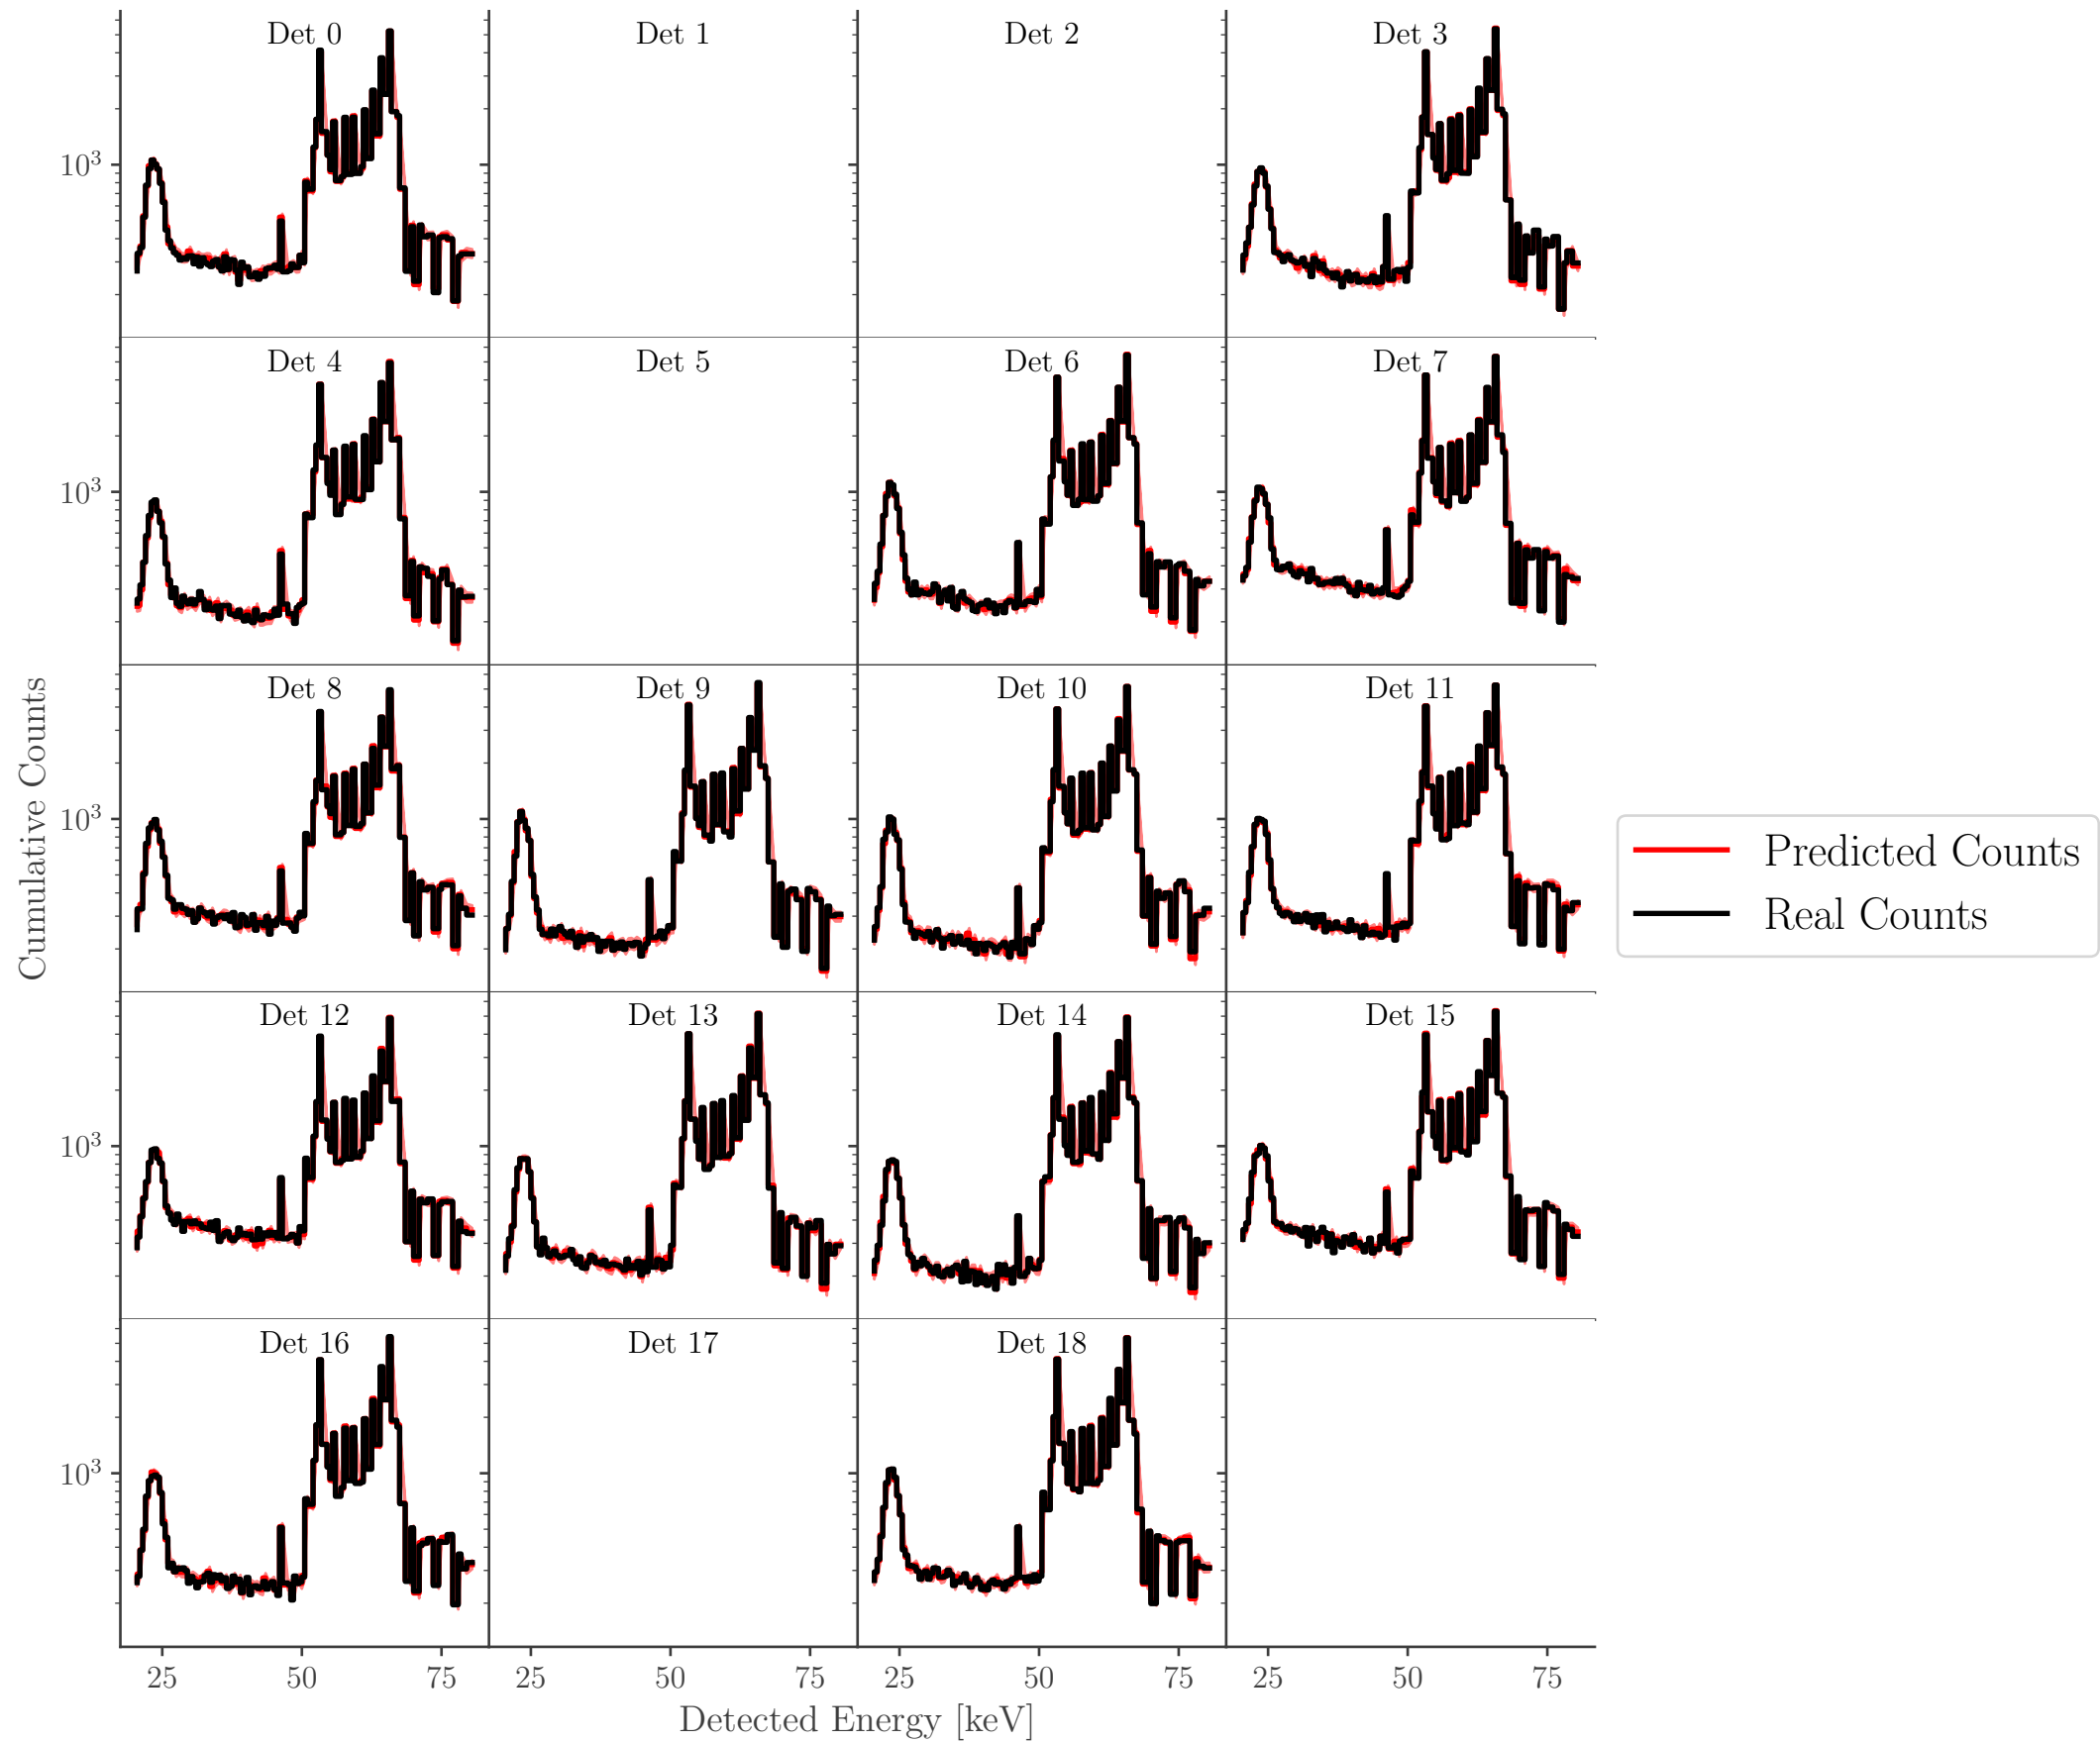 Det 0
Det 1
Det 2
Det 3
10³
Det 4
Det 5
Det 6
Det 7
10³
Det 8
Det 9
Det 10
Det 11
10³
Det 12
Det 13
Det 14
Det 15
10³
Det 16
Det 17
Det 18
10³
Cumulative Counts
25 50 75 25 50 75 25 50 75 25 50 75
Detected Energy [keV]
Predicted Counts
Real Counts